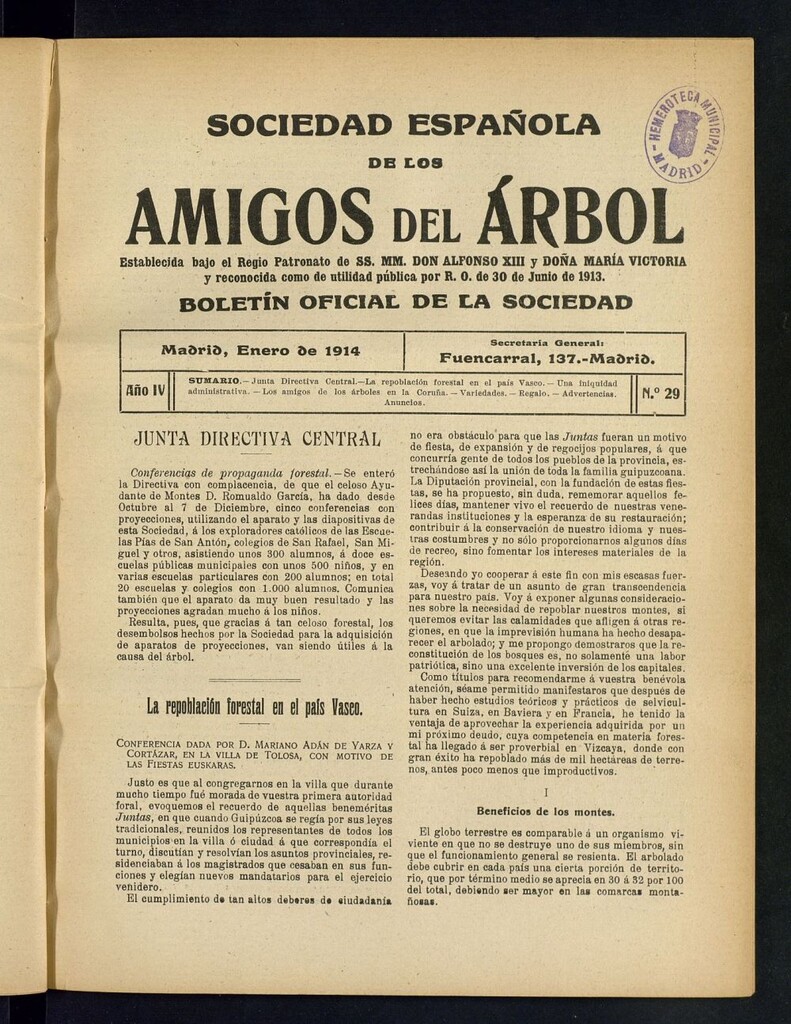 SOCIEDAD ESPAÑOLA
DE LOS
AMIGOS DEL ÁRBOL
Establecida bajo el Regio Patronato de SS. MM. DON ALFONSO XIII y DOÑA MARÍA VICTORIA
y reconocida como de utilidad pública por R. O. de 30 de Junio de 1913.
BOLETÍN OFICIAL DE LA SOCIEDAD
HEMEROTECA MUNICIPAL
MADRID
Madrid, Enero de 1914
Secretaría General:
Fuencarral, 137.-Madrid.
Año IV
SUMARIO.—Junta Directiva Central.—La repoblación forestal en el país Vasco.—Una iniquidad
administrativa.—Los amigos de los árboles en la Coruña.—Variedades.—Regalo.—Advertencias.
Anuncios.
N.º 29
JUNTA DIRECTIVA CENTRAL
Conferencias de propaganda forestal.—Se enteró
la Directiva con complacencia, de que el celoso Ayu-
dante de Montes D. Romualdo García, ha dado desde
Octubre al 7 de Diciembre, cinco conferencias con
proyecciones, utilizando el aparato y las diapositivas de
esta Sociedad, á los exploradores católicos de las Escue-
las Pías de San Antón, colegios de San Rafael, San Mi-
guel y otros, asistiendo unos 300 alumnos, á doce es-
cuelas públicas municipales con unos 500 niños, y en
varias escuelas particulares con 200 alumnos; en total
20 escuelas y colegios con 1.000 alumnos. Comunica
también que el aparato da muy buen resultado y las
proyecciones agradan mucho á los niños.
Resulta, pues, que gracias á tan celoso forestal, los
desembolsos hechos por la Sociedad para la adquisición
de aparatos de proyecciones, van siendo útiles á la
causa del árbol.
La repoblación forestal en el país Vasco.
CONFERENCIA DADA POR D. MARIANO ADÁN DE YARZA Y
CORTÁZAR, EN LA VILLA DE TOLOSA, CON MOTIVO DE
LAS FIESTAS EUSKARAS.
Justo es que al congregarnos en la villa que durante
mucho tiempo fué morada de vuestra primera autoridad
foral, evoquemos el recuerdo de aquellas beneméritas
Juntas, en que cuando Guipúzcoa se regía por sus leyes
tradicionales, reunidos los representantes de todos los
municipios en la villa ó ciudad á que correspondía el
turno, discutían y resolvían los asuntos provinciales, re-
sidenciaban á los magistrados que cesaban en sus fun-
ciones y elegían nuevos mandatarios para el ejercicio
venidero.
El cumplimiento de tan altos deberes de ciudadanía
no era obstáculo para que las Juntas fueran un motivo
de fiesta, de expansión y de regocijos populares, á que
concurría gente de todos los pueblos de la provincia, es-
trechándose así la unión de toda la familia guipuzcoana.
La Diputación provincial, con la fundación de estas fies-
tas, se ha propuesto, sin duda, rememorar aquellos fe-
lices días, mantener vivo el recuerdo de nuestras vene-
randas instituciones y la esperanza de su restauración;
contribuir á la conservación de nuestro idioma y nues-
tras costumbres y no sólo proporcionarnos algunos días
de recreo, sino fomentar los intereses materiales de la
región.
Deseando yo cooperar á este fin con mis escasas fuer-
zas, voy á tratar de un asunto de gran transcendencia
para nuestro país. Voy á exponer algunas consideracio-
nes sobre la necesidad de repoblar nuestros montes, si
queremos evitar las calamidades que afligen á otras re-
giones, en que la imprevisión humana ha hecho desapa-
recer el arbolado; y me propongo demostraros que la re-
constitución de los bosques es, no solamente una labor
patriótica, sino una excelente inversión de los capitales.
Como títulos para recomendarme á vuestra benévola
atención, séame permitido manifestaros que después de
haber hecho estudios teóricos y prácticos de selvicul-
tura en Suiza, en Baviera y en Francia, he tenido la
ventaja de aprovechar la experiencia adquirida por un
mi próximo deudo, cuya competencia en materia fores-
tal ha llegado á ser proverbial en Vizcaya, donde con
gran éxito ha repoblado más de mil hectáreas de terre-
nos, antes poco menos que improductivos.
I
Beneficios de los montes.
El globo terrestre es comparable á un organismo vi-
viente en que no se destruye uno de sus miembros, sin
que el funcionamiento general se resienta. El arbolado
debe cubrir en cada país una cierta porción de territo-
rio, que por término medio se aprecia en 30 á 32 por 100
del total, debiendo ser mayor en las comarcas monta-
ñosas.